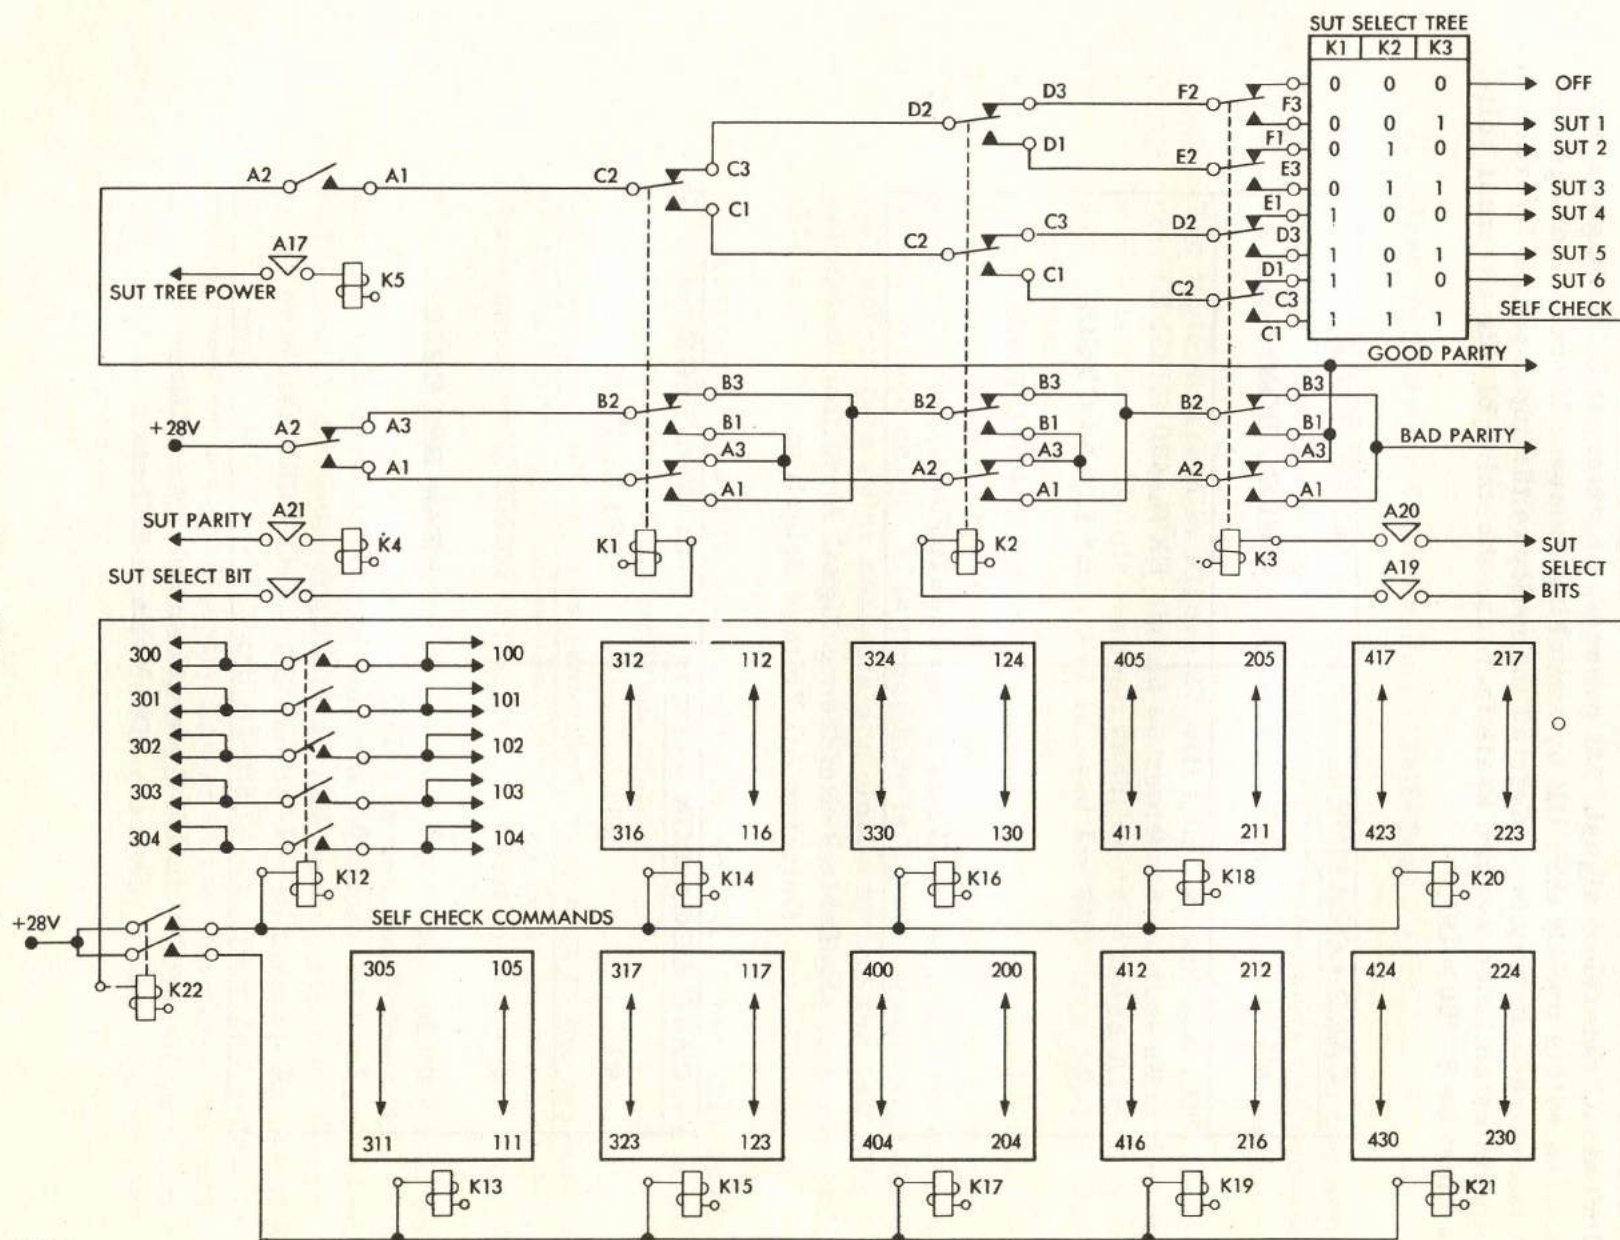 SUT SELECT TREE
K1 K2 K3
0 0 0 OFF
0 0 1 SUT 1
0 1 0 SUT 2
0 1 1 SUT 3
1 0 0 SUT 4
1 0 1 SUT 5
1 1 0 SUT 6
1 1 1 SELF CHECK
A2 A1 C2 C3 C1
D2 D3 D1
C2 C3 C1
F2 F3 F1
E2 E3 E1
D2 D3 D1
C2 C3 C1
A17
SUT TREE POWER
K5
GOOD PARITY
+28V
A2 A3 A1
B2 B3 B1 A3 A1
B2 A2 B3 B1 A3 A1
B2 A2 B3 B1 A3 A1
BAD PARITY
SUT PARITY
A21
K4
K1
K2
K3
A20
SUT SELECT BIT
A19
SUT
SELECT
BITS
300 100
301 101
302 102
303 103
304 104
K12
312 112
316 116
K14
324 124
330 130
K16
405 205
411 211
K18
417 217
423 223
K20
+28V
SELF CHECK COMMANDS
K22
305 105
311 111
K13
317 117
323 123
K15
400 200
404 204
K17
412 212
416 216
K19
424 224
430 230
K21